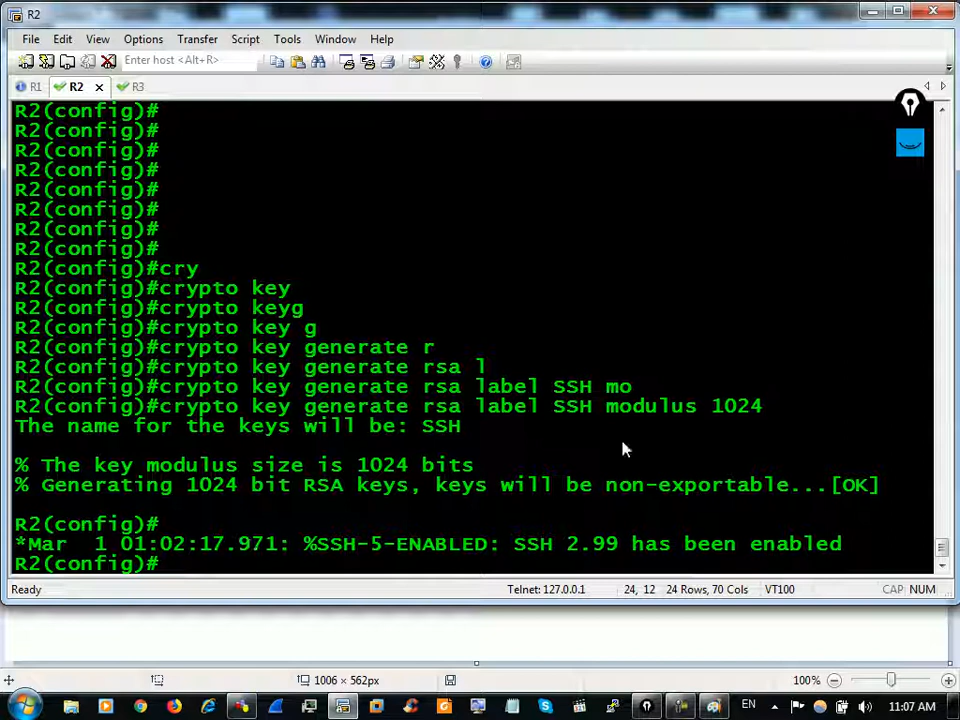 R2
File Edit View Options Transfer Script Tools Window Help
Enter host <Alt+R>
R1 R2 R3
R2(config)#
R2(config)#
R2(config)#
R2(config)#
R2(config)#
R2(config)#
R2(config)#
R2(config)#
R2(config)#cry
R2(config)#crypto key
R2(config)#crypto keyg
R2(config)#crypto key g
R2(config)#crypto key generate r
R2(config)#crypto key generate rsa l
R2(config)#crypto key generate rsa label SSH mo
R2(config)#crypto key generate rsa label SSH modulus 1024
The name for the keys will be: SSH
% The key modulus size is 1024 bits
% Generating 1024 bit RSA keys, keys will be non-exportable...[OK]
R2(config)#
*Mar  1 01:02:17.971: %SSH-5-ENABLED: SSH 2.99 has been enabled
R2(config)#
Ready Telnet: 127.0.0.1 24, 12 24 Rows, 70 Cols VT100 CAP NUM
1006 × 562px 100%
EN 11:07 AM